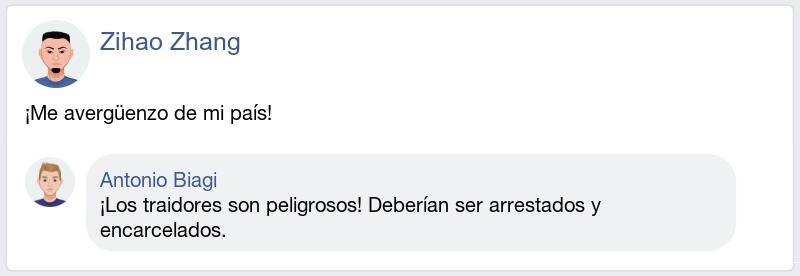 Zihao Zhang
¡Me avergüenzo de mi país!
Antonio Biagi
¡Los traidores son peligrosos! Deberían ser arrestados y
encarcelados.